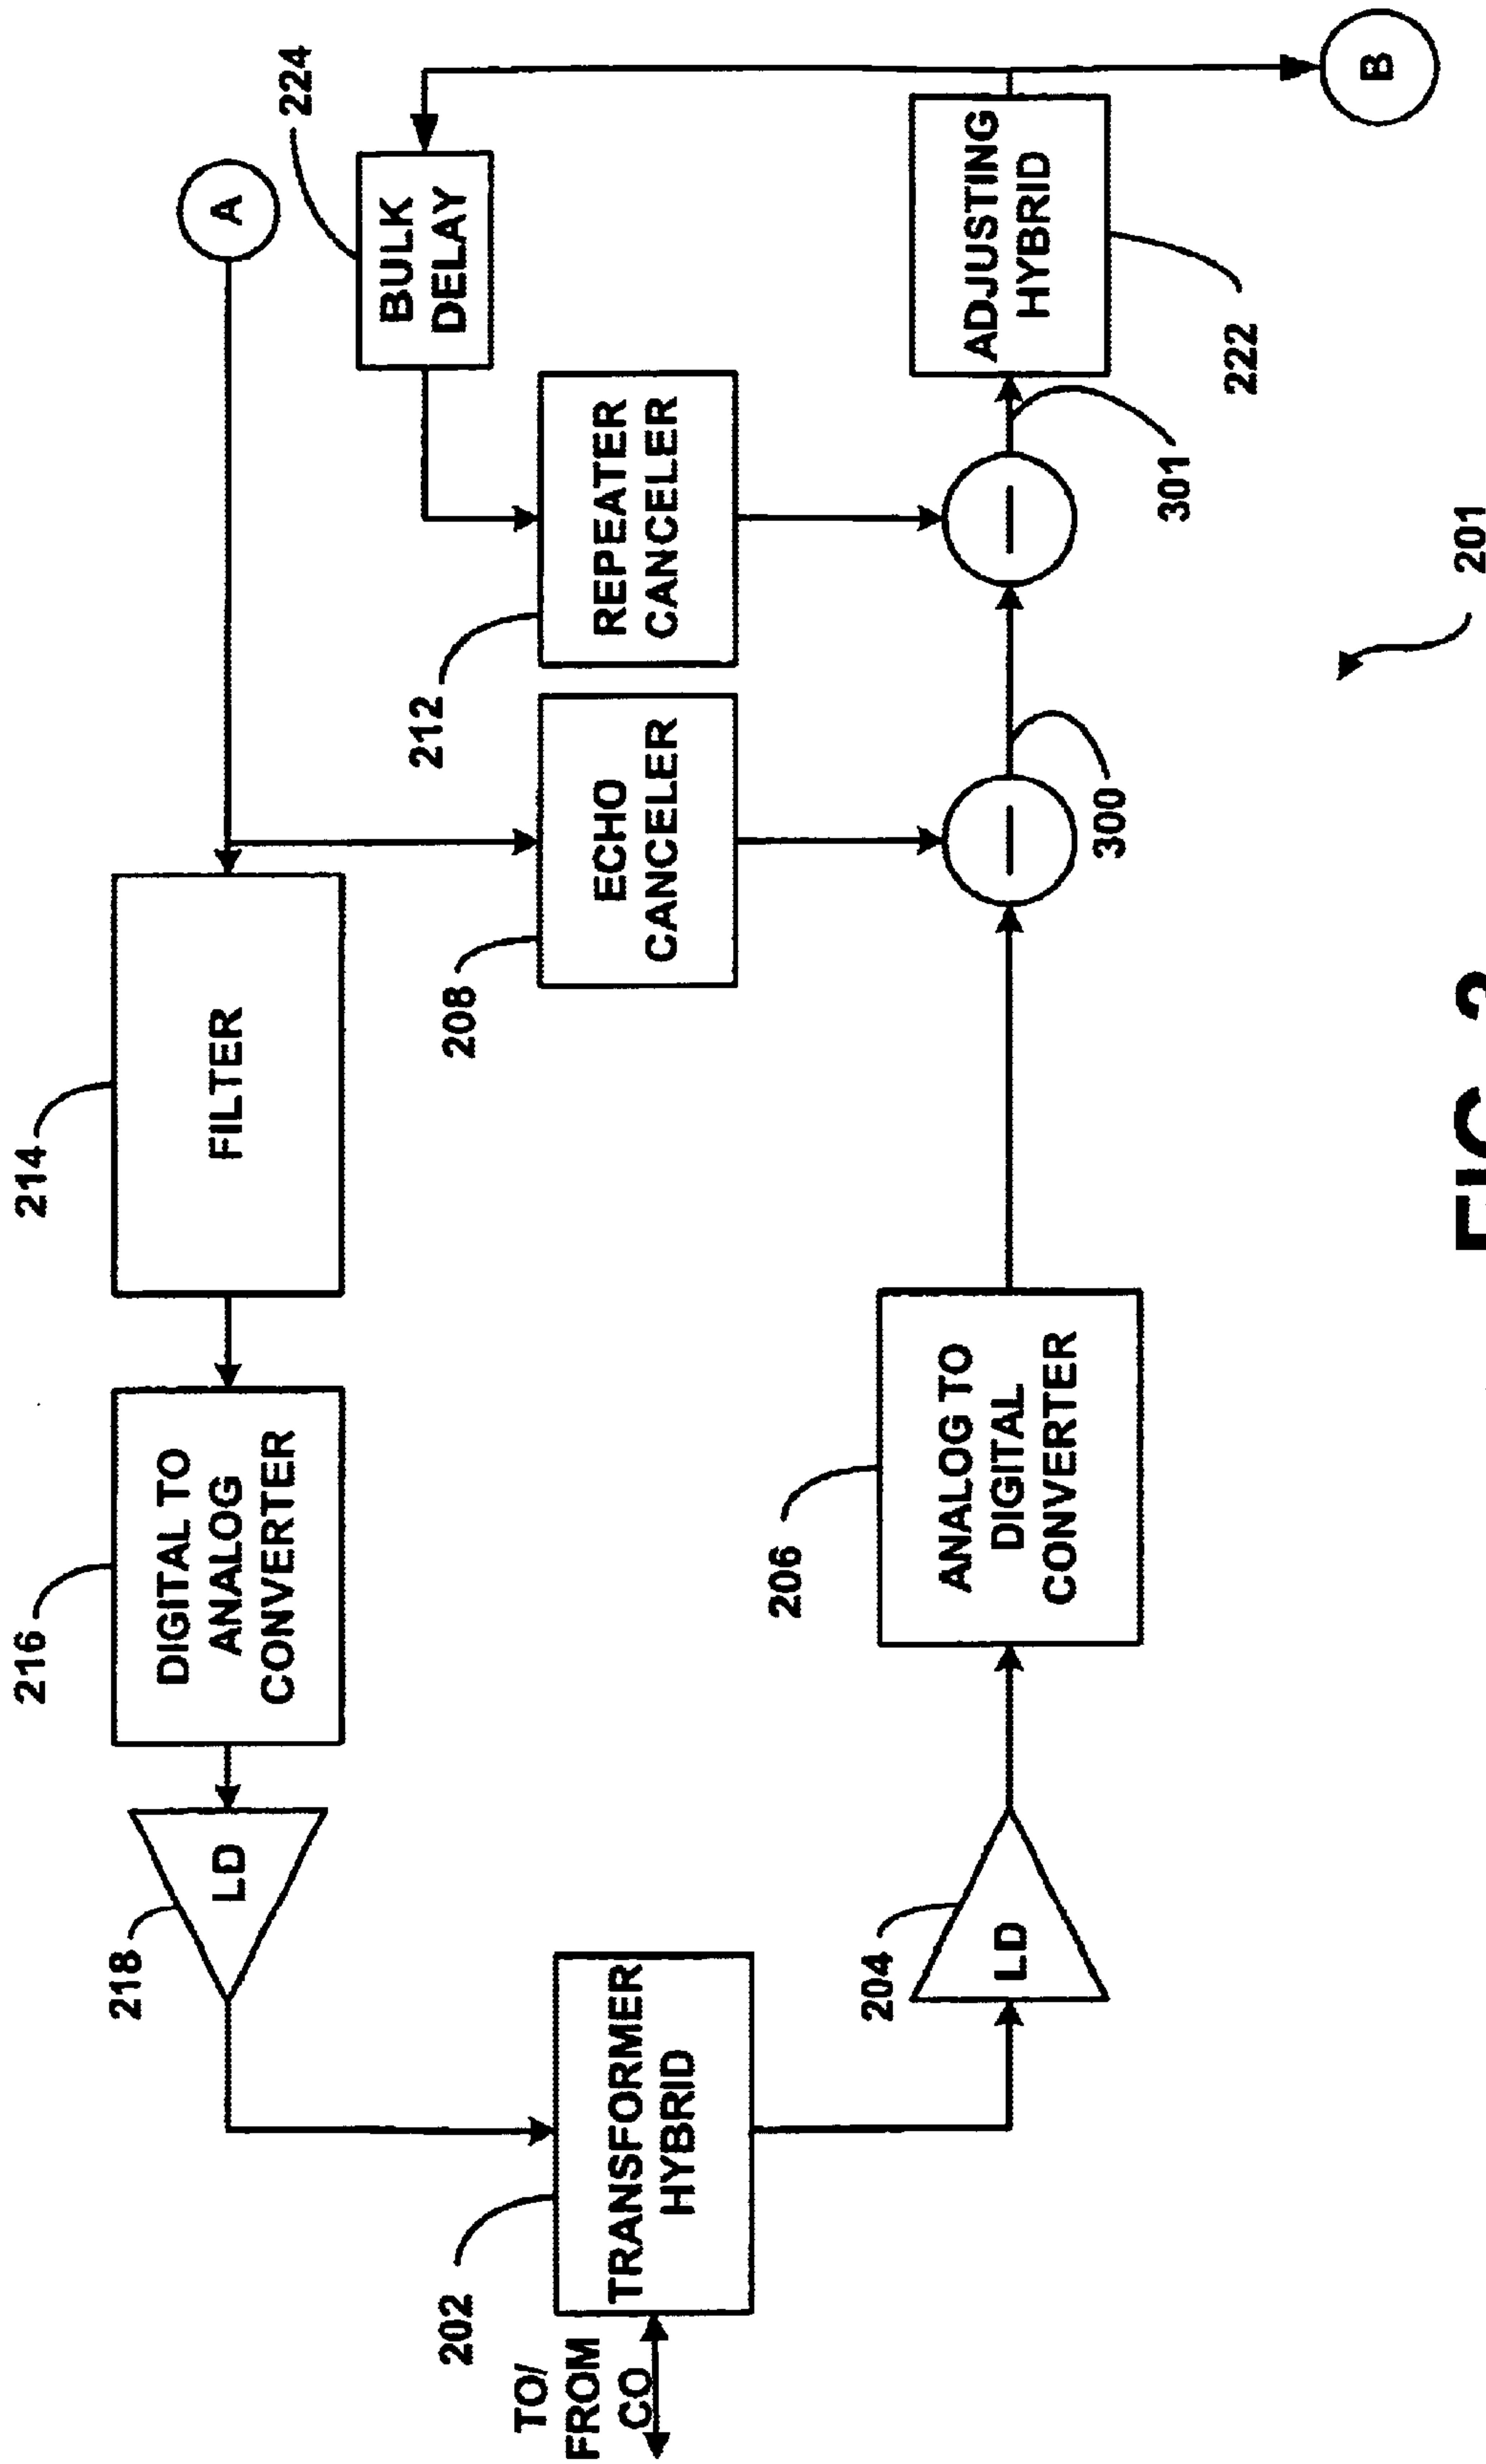 A
B
224
BULK
DELAY
214
FILTER
216
DIGITAL TO
ANALOG
CONVERTER
218
LD
212
REPEATER
CANCELER
208
ECHO
CANCELER
202
TRANSFORMER
HYBRID
TO/
FROM
CO
204
LD
206
ANALOG TO
DIGITAL
CONVERTER
300
301
ADJUSTING
HYBRID
222
201